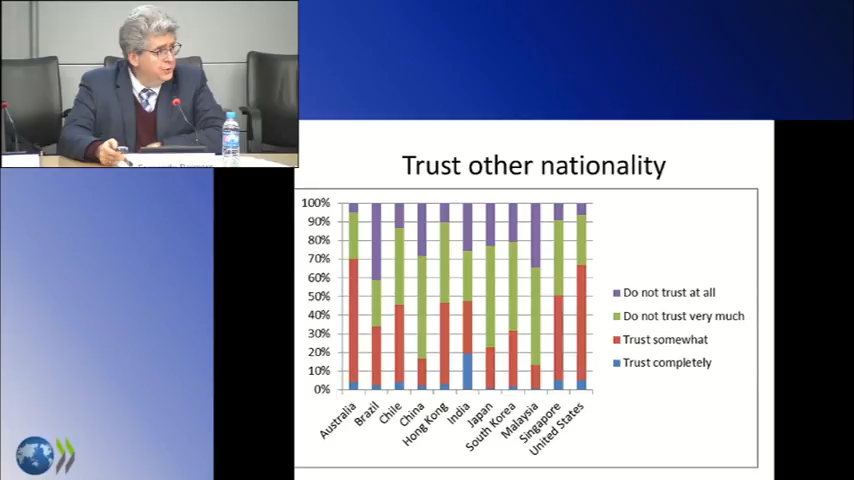 Trust other nationality
100%
90%
80%
70%
60%
50%
40%
30%
20%
10%
0%
Australia
Brazil
Chile
China
Hong Kong
India
Japan
South Korea
Malaysia
Singapore
United States
Do not trust at all
Do not trust very much
Trust somewhat
Trust completely